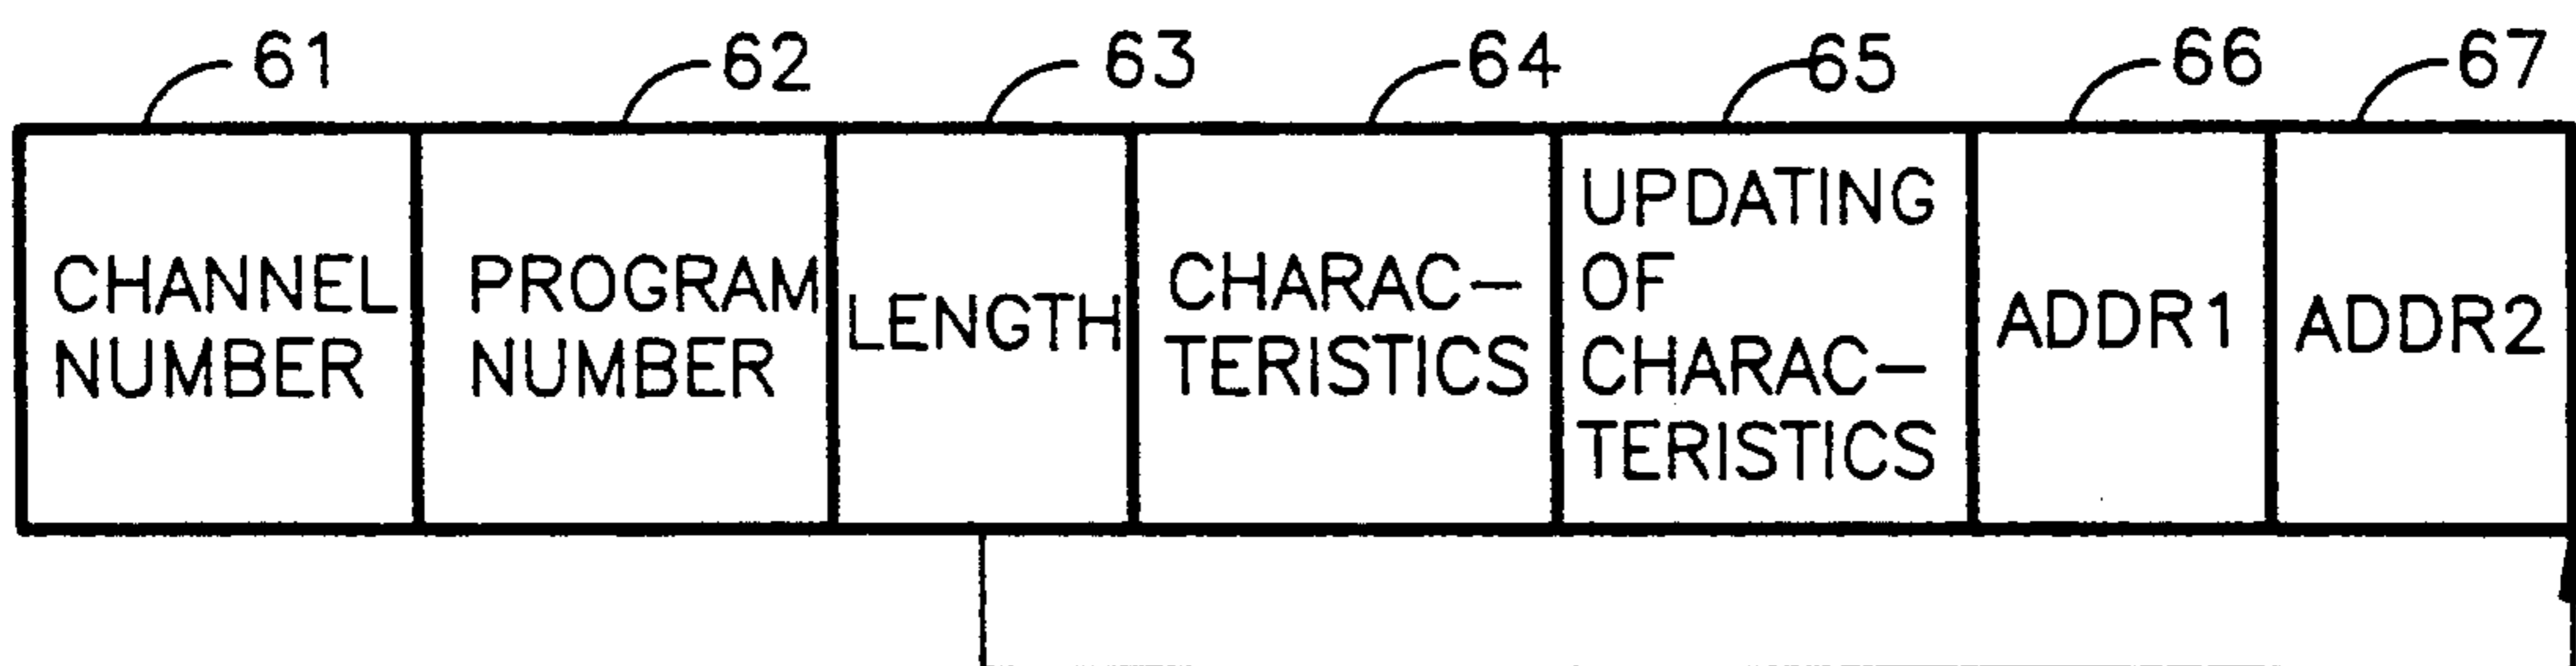 61 62 63 64 65 66 67
CHANNEL
NUMBER
PROGRAM
NUMBER
LENGTH
CHARAC-
TERISTICS
UPDATING
OF
CHARAC-
TERISTICS
ADDR1
ADDR2